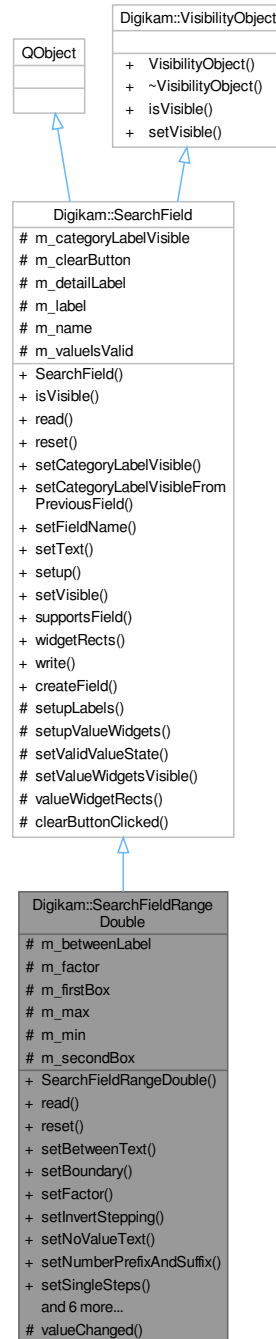 Digikam::VisibilityObject
+ VisibilityObject()
+ ~VisibilityObject()
+ isVisible()
+ setVisible()
QObject
Digikam::SearchField
# m_categoryLabelVisible
# m_clearButton
# m_detailLabel
# m_label
# m_name
# m_valueIsValid
+ SearchField()
+ isVisible()
+ read()
+ reset()
+ setCategoryLabelVisible()
+ setCategoryLabelVisibleFrom
PreviousField()
+ setFieldName()
+ setText()
+ setup()
+ setVisible()
+ supportsField()
+ widgetRects()
+ write()
+ createField()
# setupLabels()
# setupValueWidgets()
# setValidValueState()
# setValueWidgetsVisible()
# valueWidgetRects()
# clearButtonClicked()
Digikam::SearchFieldRange
Double
# m_betweenLabel
# m_factor
# m_firstBox
# m_max
# m_min
# m_secondBox
+ SearchFieldRangeDouble()
+ read()
+ reset()
+ setBetweenText()
+ setBoundary()
+ setFactor()
+ setInvertStepping()
+ setNoValueText()
+ setNumberPrefixAndSuffix()
+ setSingleSteps()
and 6 more...
# valueChanged()